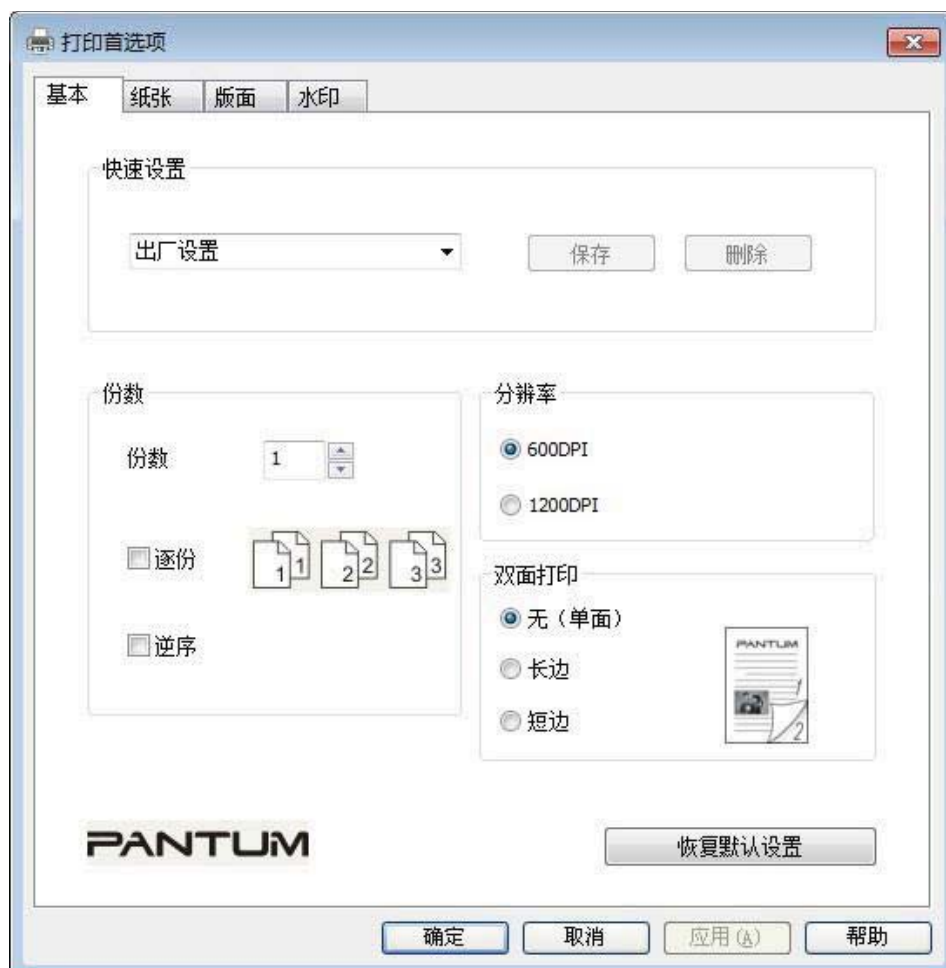 打印首选项
基本 纸张 版面 水印
快速设置
出厂设置 保存 删除
份数
份数 1
逐份 1 1 2 2 3 3
逆序
分辨率
600DPI
1200DPI
双面打印
无（单面）
长边
短边
PANTUM
1
2
PANTUM
恢复默认设置
确定 取消 应用(A) 帮助